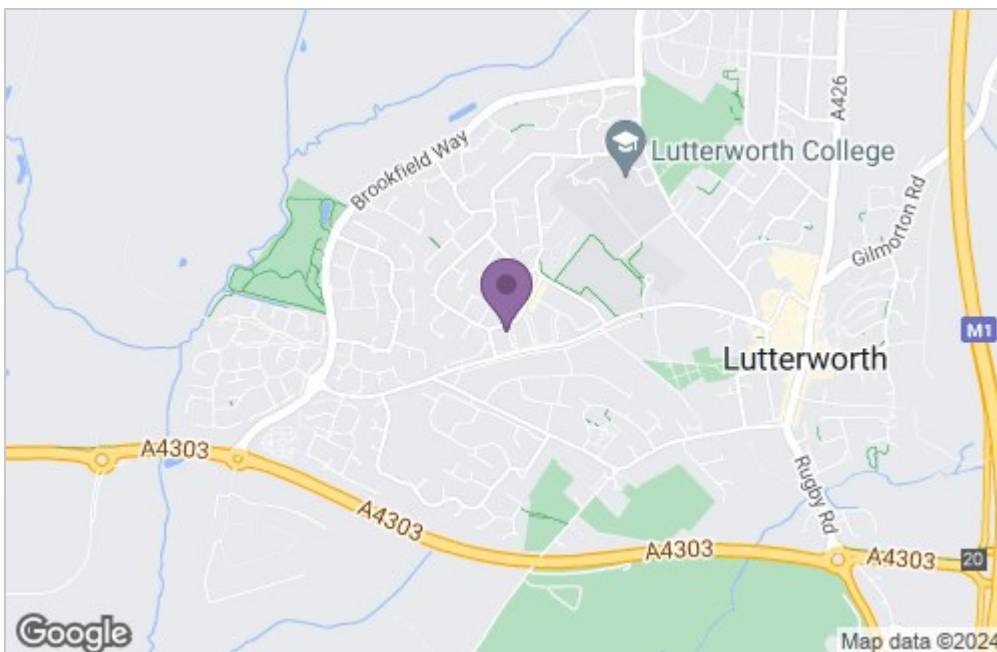 A426
Brookfield Way
Lutterworth College
Gilmorton Rd
M1
Lutterworth
A4303
Rugby Rd
A4303
A4303
A4303
20
Google
Map data ©2024